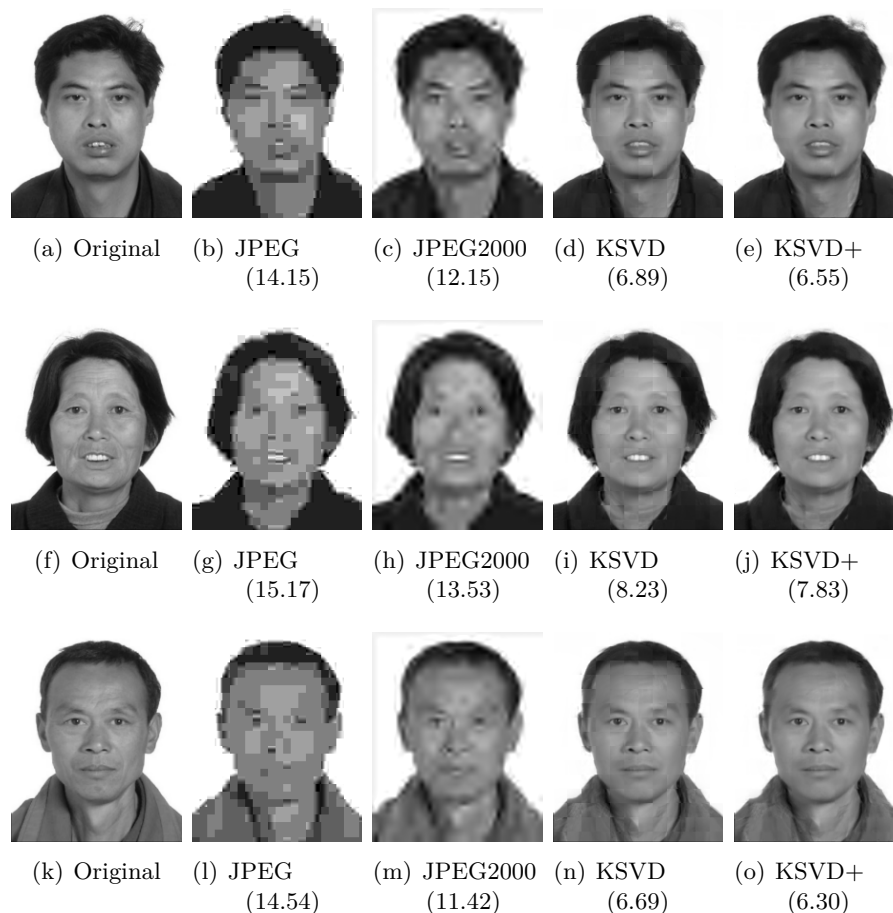 (a) Original (b) JPEG (c) JPEG2000 (d) KSVD (e) KSVD+
(14.15) (12.15) (6.89) (6.55)
(f) Original (g) JPEG (h) JPEG2000 (i) KSVD (j) KSVD+
(15.17) (13.53) (8.23) (7.83)
(k) Original (l) JPEG (m) JPEG2000 (n) KSVD (o) KSVD+
(14.54) (11.42) (6.69) (6.30)